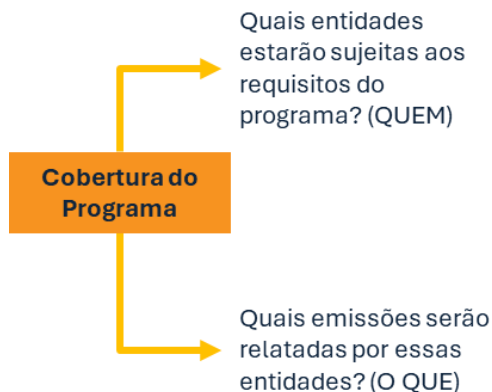 Quais entidades
estarão sujeitas aos
requisitos do
programa? (QUEM)
Cobertura do
Programa
Quais emissões serão
relatadas por essas
entidades? (O QUE)